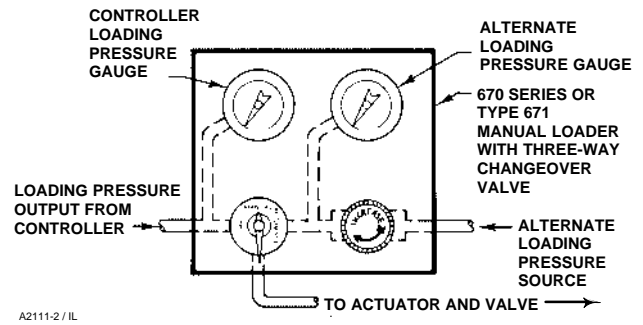 CONTROLLER
LOADING
PRESSURE
GAUGE
ALTERNATE
LOADING
PRESSURE GAUGE
670 SERIES OR
TYPE 671
MANUAL LOADER
WITH THREE-WAY
CHANGEOVER
VALVE
LOADING PRESSURE
OUTPUT FROM
CONTROLLER
INCREASE
ALTERNATE
LOADING
PRESSURE
SOURCE
TO ACTUATOR AND VALVE
A2111-2 / IL